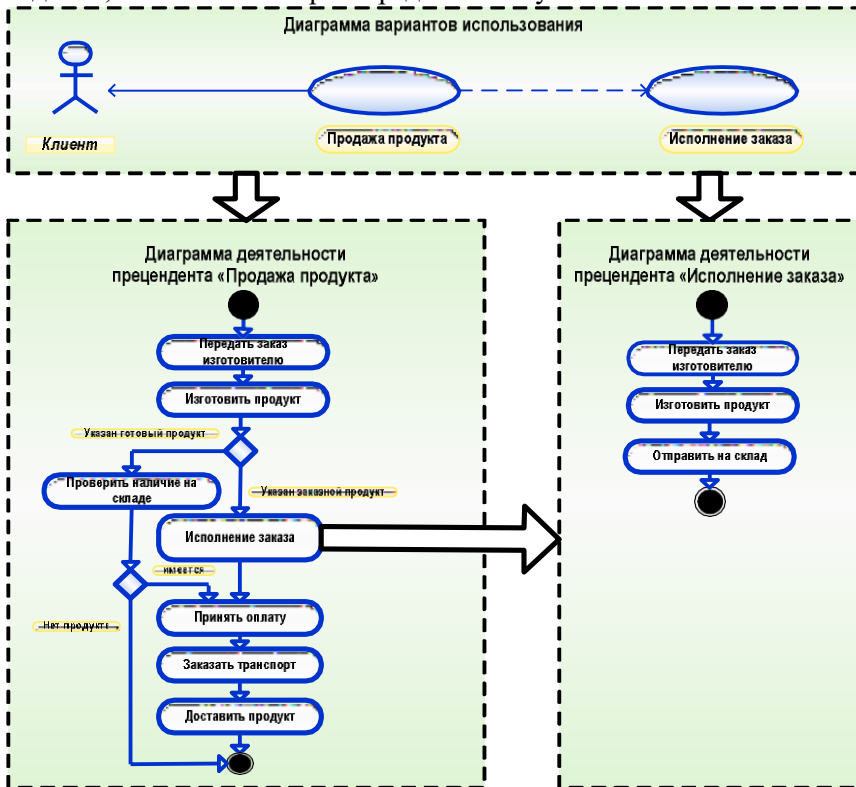 Диаграмма вариантов использования
Клиент
Продажа продукта
Исполнение заказа
Диаграмма деятельности
прецендента «Продажа продукта»
Передать заказ
изготовителю
Изготовить продукт
Указан готовый продукт
Проверить наличие на
складе
Указан заказной продукт
Исполнение заказа
имеется
Нет продукта
Принять оплату
Заказать транспорт
Доставить продукт
Диаграмма деятельности
прецендента «Исполнение заказа»
Передать заказ
изготовителю
Изготовить продукт
Отправить на склад